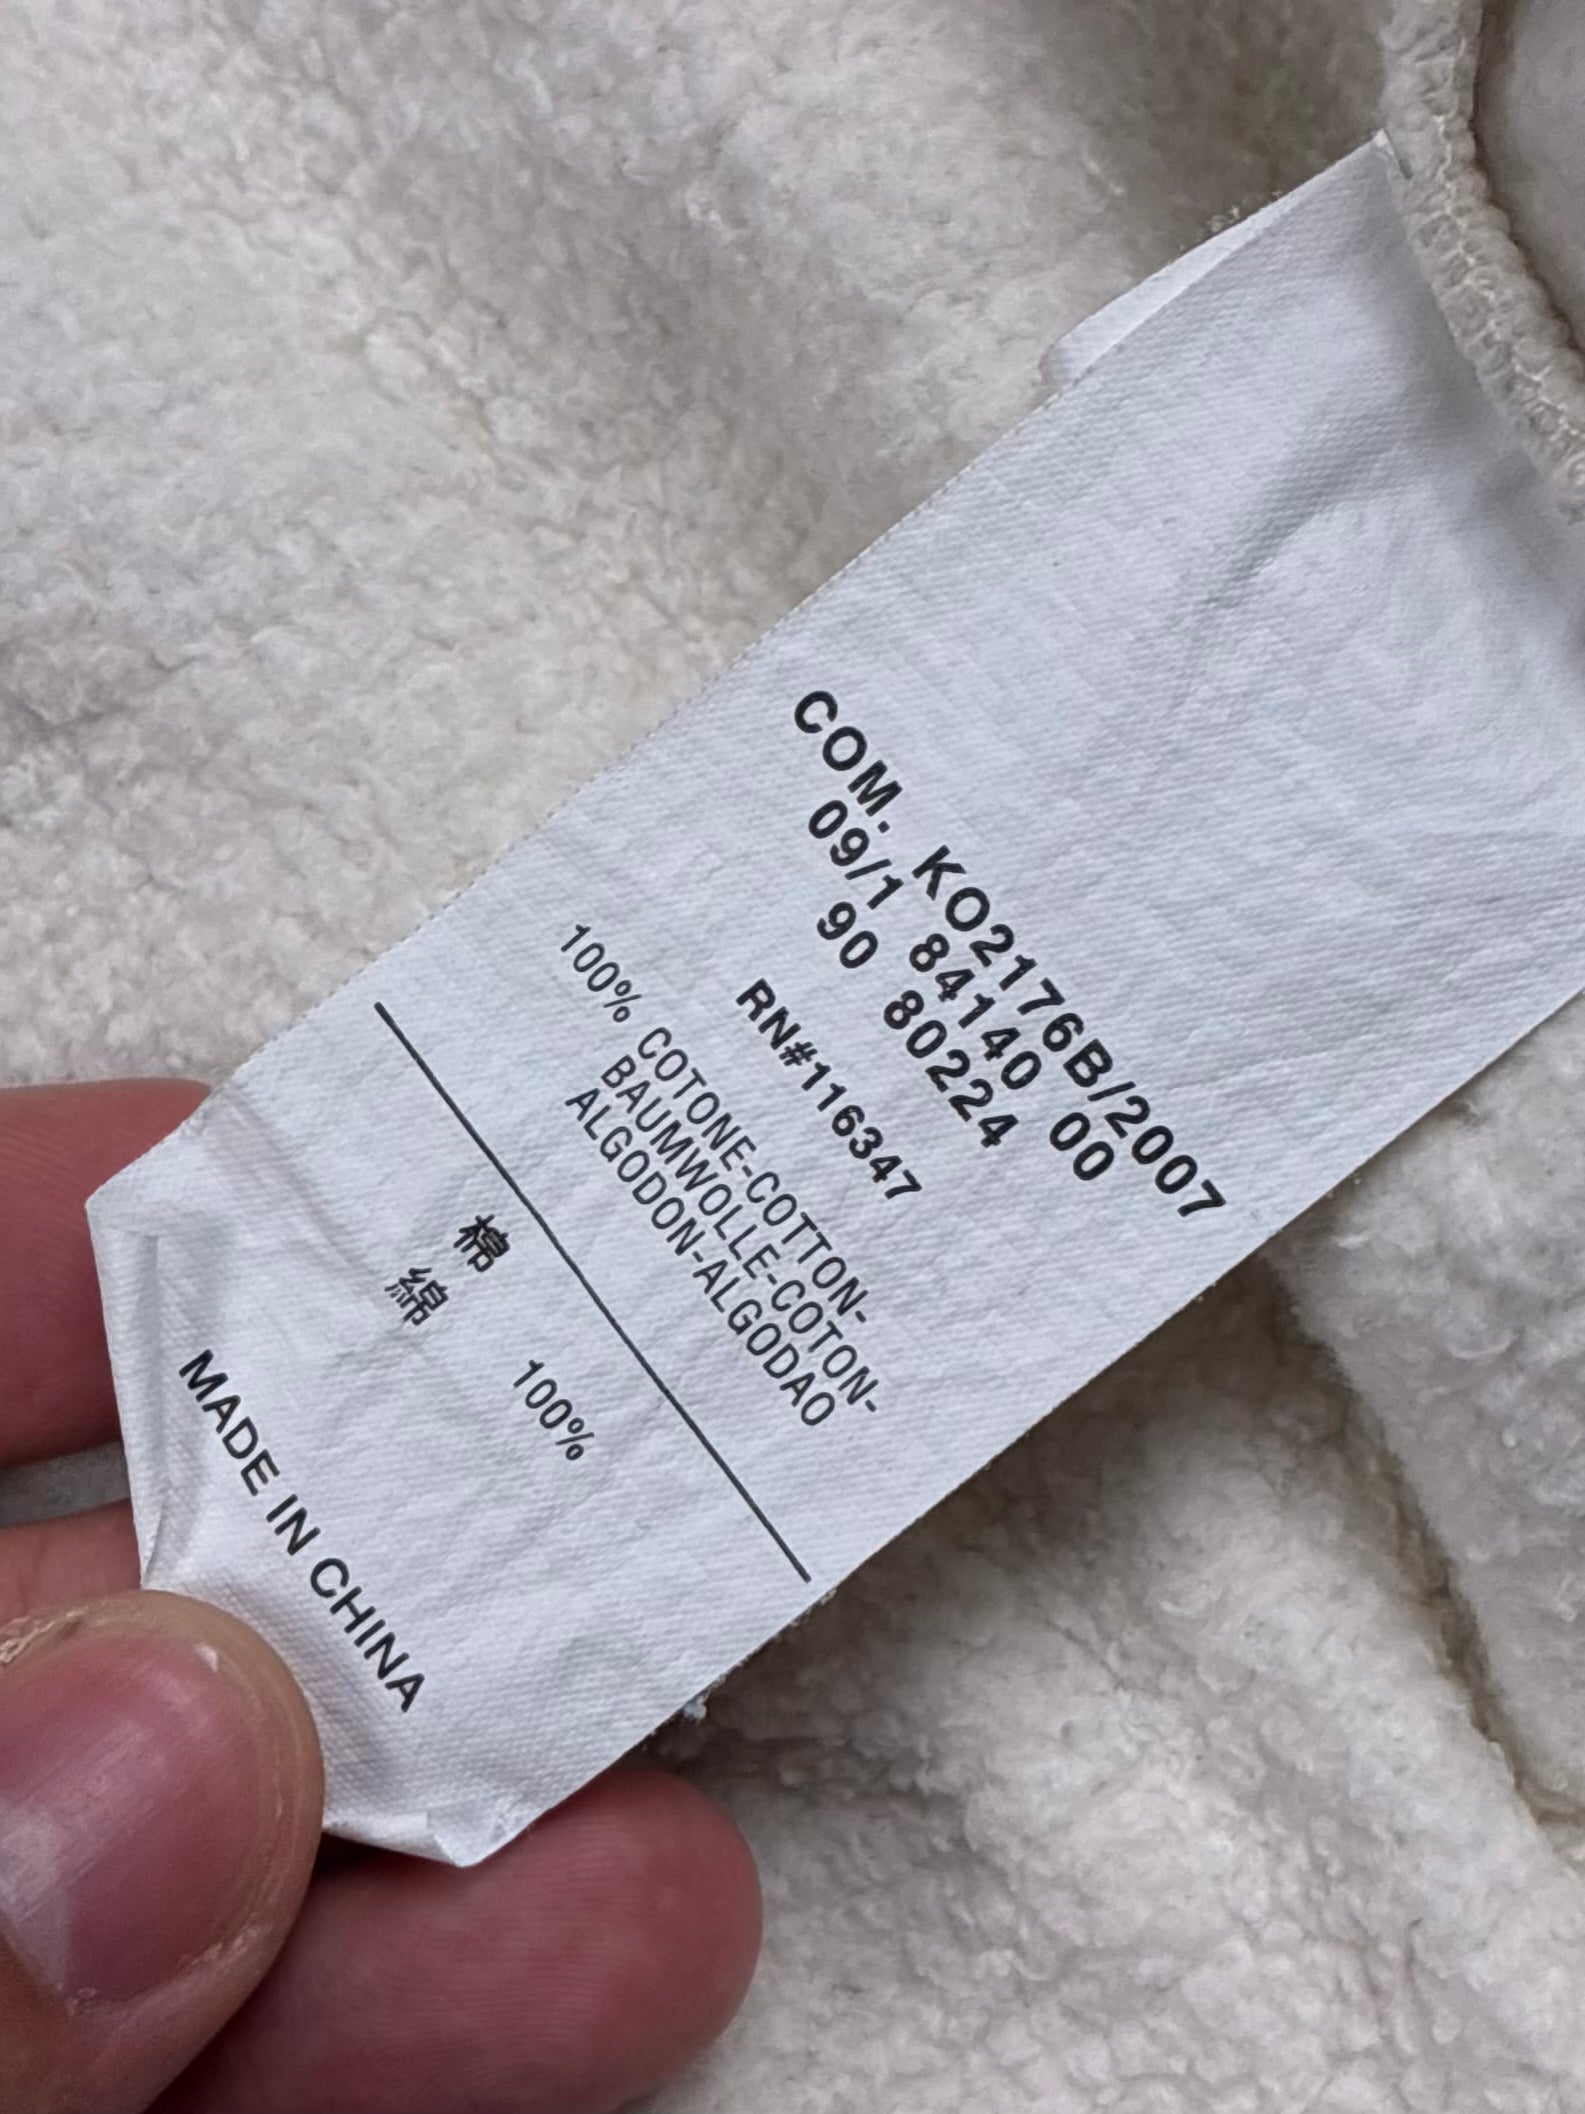 COM. KO2176B/2007
09/1 84140 00
90 80224
RN#116347
100% COTONE-COTTON-
BAUMWOLLE-COTON-
ALGODON-ALGODAO
棉
綿 100%
MADE IN CHINA